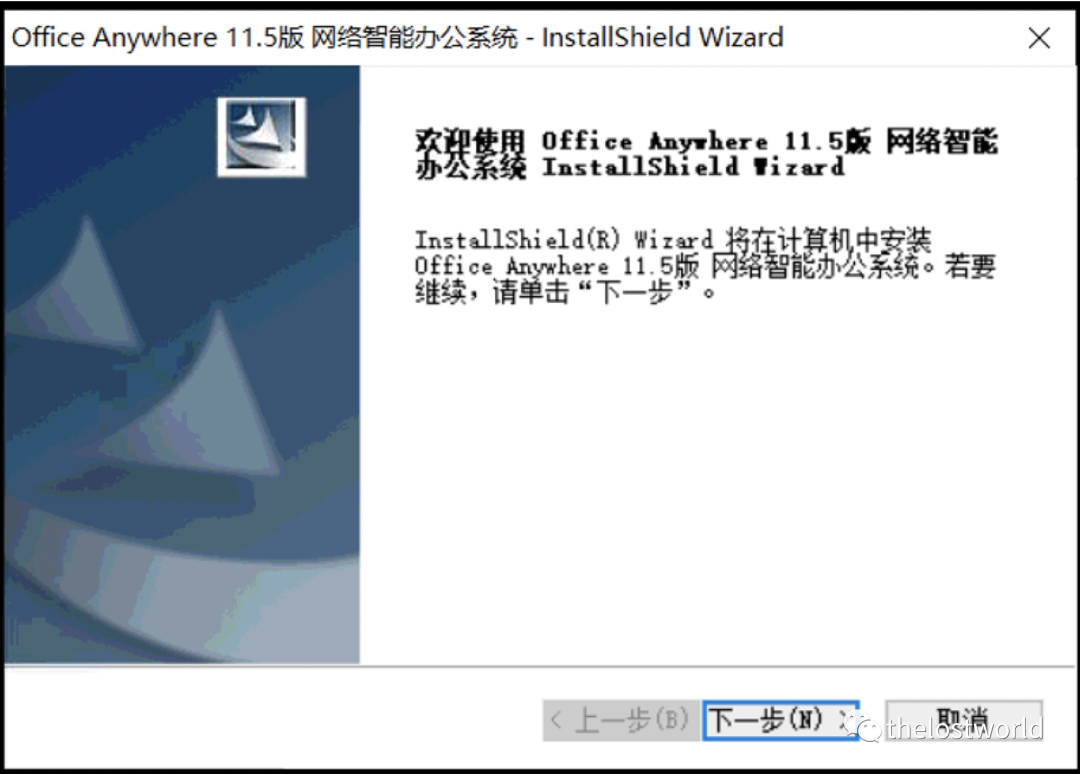 Office Anywhere 11.5版 网络智能办公系统 - InstallShield Wizard
欢迎使用 Office Anywhere 11.5版 网络智能
办公系统 InstallShield Wizard
InstallShield(R) Wizard 将在计算机中安装
Office Anywhere 11.5版 网络智能办公系统。若要
继续，请单击“下一步”。
< 上一步(B) 下一步(N) > 取消
thelostworld